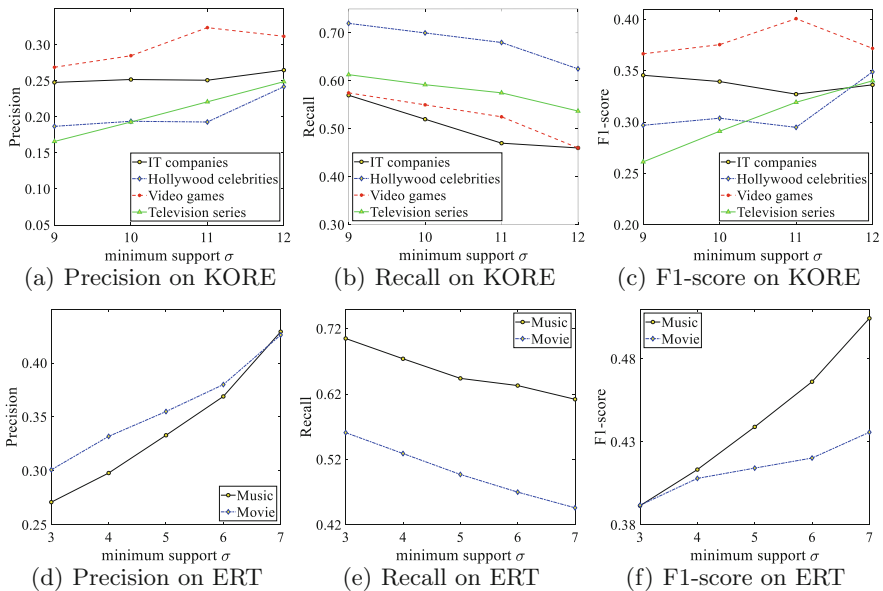 0.30
0.25
0.20
0.15
0.10
0.05
Precision
IT companies
Hollywood celebrities
Video games
Television series
9
10
11
12
minimum support σ
(a) Precision on KORE
0.70
0.60
0.50
0.40
0.30
Recall
IT companies
Hollywood celebrities
Video games
Television series
9
10
11
12
minimum support σ
(b) Recall on KORE
0.40
0.35
0.30
0.25
0.20
F1-score
IT companies
Hollywood celebrities
Video games
Television series
9
10
11
12
minimum support σ
(c) F1-score on KORE
0.40
0.35
0.30
0.25
Precision
Music
Movie
3
4
5
6
7
minimum support σ
(d) Precision on ERT
0.72
0.62
0.52
0.42
Recall
Music
Movie
3
4
5
6
7
minimum support σ
(e) Recall on ERT
0.48
0.43
0.38
F1-score
Music
Movie
3
4
5
6
7
minimum support σ
(f) F1-score on ERT